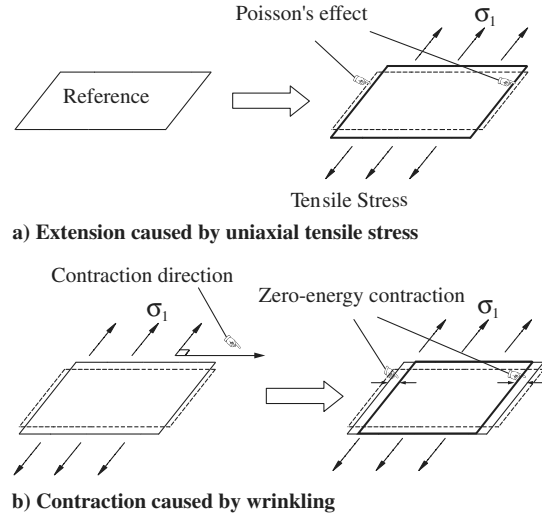 Poisson's effect
σ1
Reference
Tensile Stress
a) Extension caused by uniaxial tensile stress
Contraction direction
σ1
Zero-energy contraction
σ1
b) Contraction caused by wrinkling